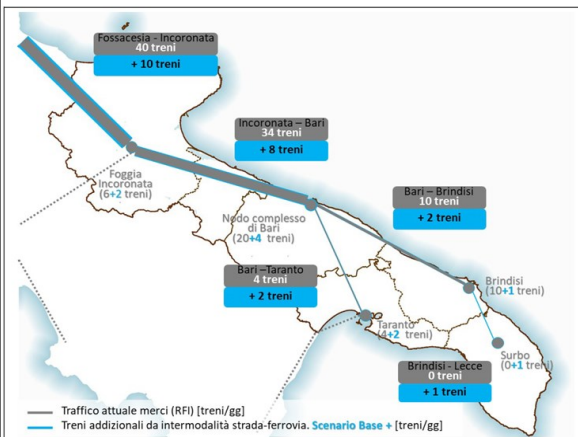 Fossacesia - Incoronata
40 treni
+ 10 treni
Incoronata – Bari
34 treni
+ 8 treni
Foggia
Incoronata
(6+2 treni)
Bari – Brindisi
10 treni
+ 2 treni
Nodo complesso
di Bari
(20+4 treni)
Bari –Taranto
4 treni
+ 2 treni
Brindisi
(10+1 treni)
Taranto
(4+2 treni)
Surbo
(0+1 treni)
Brindisi - Lecce
0 treni
+ 1 treni
Traffico attuale merci (RFI) [treni/gg]
Treni addizionali da intermodalità strada-ferrovia. Scenario Base + [treni/gg]